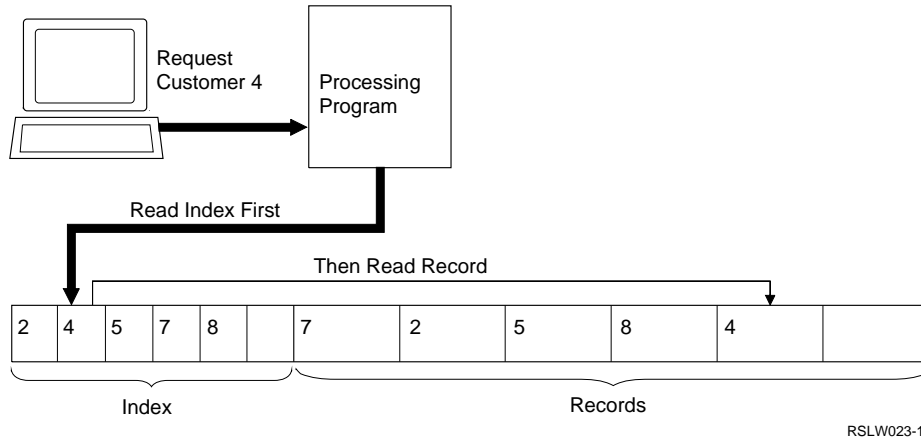 Request
Customer 4
Processing
Program
Read Index First
Then Read Record
2 4 5 7 8 7 2 5 8 4
Index Records
RSLW023-1